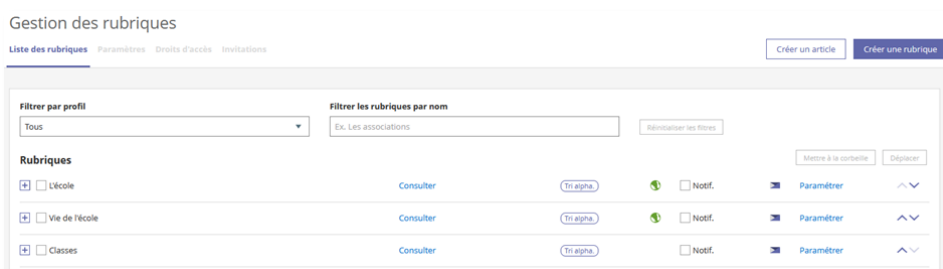 Gestion des rubriques
Liste des rubriques Paramètres Droits d'accès Invitations
Créer un article Créer une rubrique
Filtrer par profil Filtrer les rubriques par nom
Tous Ex. Les associations Réinitialiser les filtres
Rubriques Mettre à la corbeille Déplacer
L'école Consulter Tri alpha. Notif. Paramétrer
Vie de l'école Consulter Tri alpha. Notif. Paramétrer
Classes Consulter Tri alpha. Notif. Paramétrer